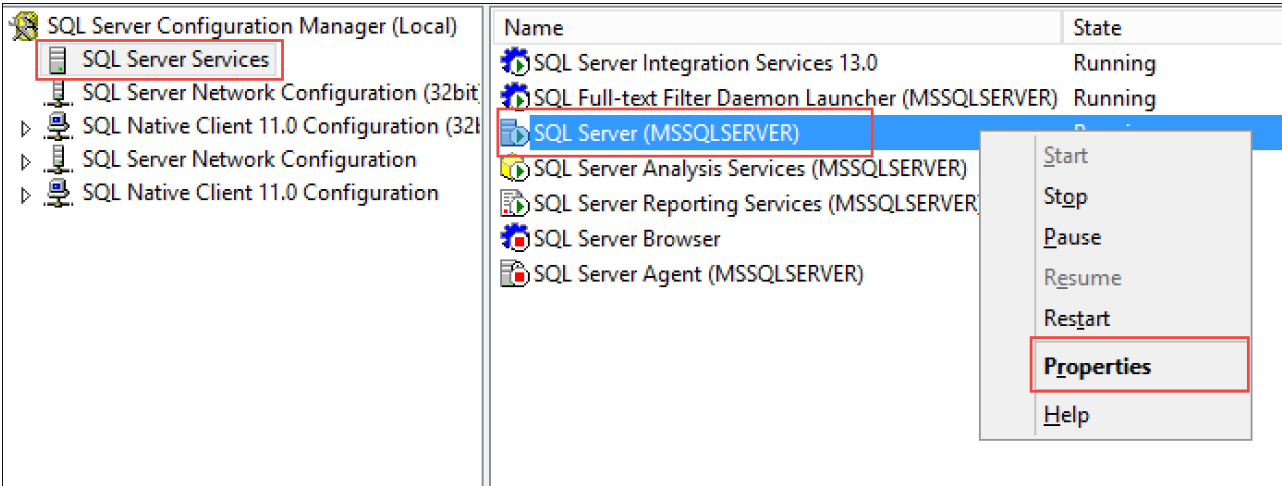 SQL Server Configuration Manager (Local)
SQL Server Services
SQL Server Network Configuration (32bit
SQL Native Client 11.0 Configuration (32
SQL Server Network Configuration
SQL Native Client 11.0 Configuration
Name State
SQL Server Integration Services 13.0 Running
SQL Full-text Filter Daemon Launcher (MSSQLSERVER) Running
SQL Server (MSSQLSERVER)
SQL Server Analysis Services (MSSQLSERVER)
SQL Server Reporting Services (MSSQLSERVER)
SQL Server Browser
SQL Server Agent (MSSQLSERVER)
Start
Stop
Pause
Resume
Restart
Properties
Help